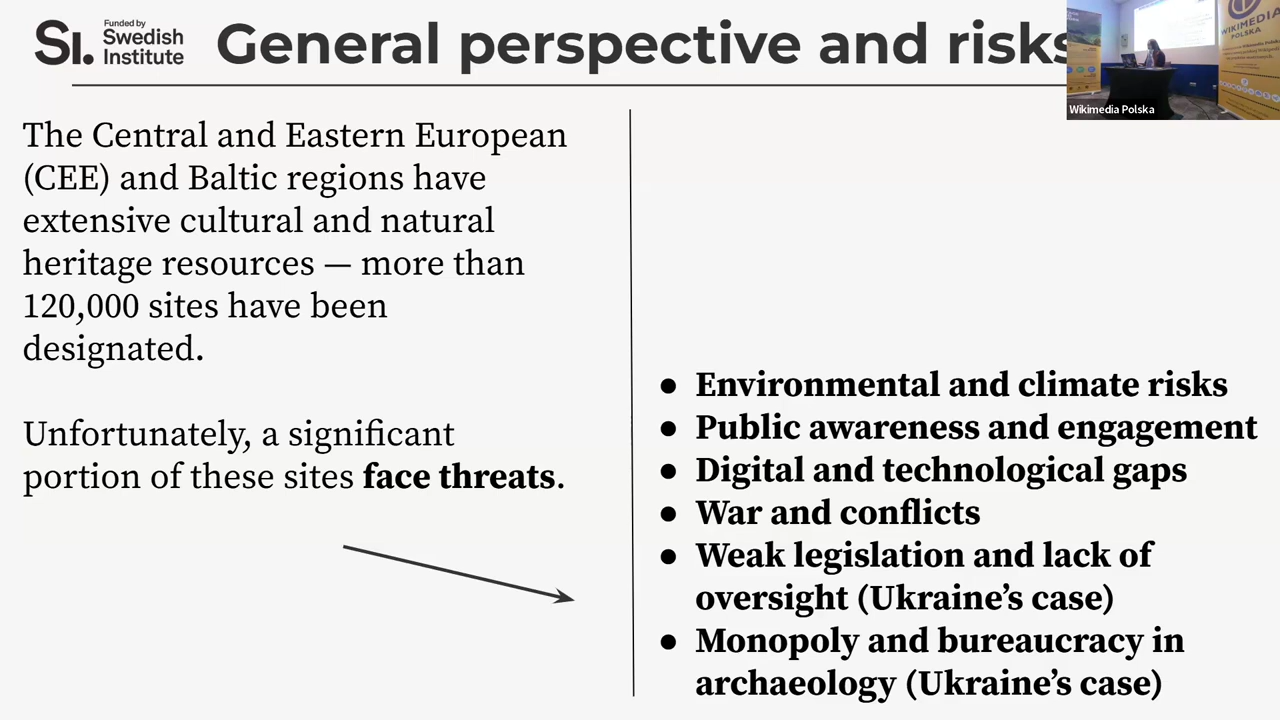 Funded by
Si. Swedish
Institute
General perspective and risks
WIKIMEDIA
POLSKA
Wikimedia Polska
The Central and Eastern European
(CEE) and Baltic regions have
extensive cultural and natural
heritage resources — more than
120,000 sites have been
designated.
Unfortunately, a significant
portion of these sites face threats.
● Environmental and climate risks
● Public awareness and engagement
● Digital and technological gaps
● War and conflicts
● Weak legislation and lack of
oversight (Ukraine’s case)
● Monopoly and bureaucracy in
archaeology (Ukraine’s case)